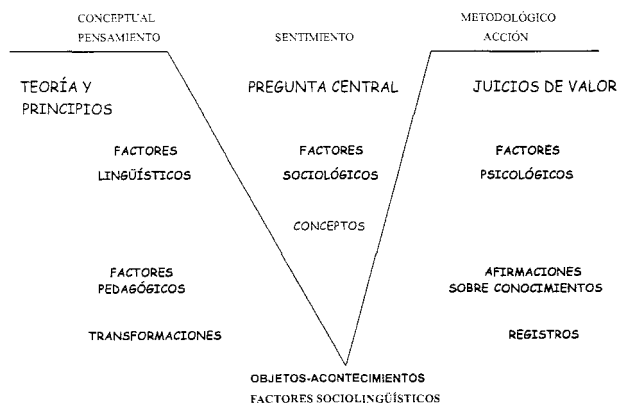 CONCEPTUAL
PENSAMIENTO
SENTIMIENTO
METODOLÓGICO
ACCIÓN
TEORÍA Y
PRINCIPIOS
PREGUNTA CENTRAL
JUICIOS DE VALOR
FACTORES
LINGÜÍSTICOS
FACTORES
SOCIOLÓGICOS
FACTORES
PSICOLÓGICOS
CONCEPTOS
FACTORES
PEDAGÓGICOS
AFIRMACIONES
SOBRE CONOCIMIENTOS
TRANSFORMACIONES
REGISTROS
OBJETOS-ACONTECIMIENTOS
FACTORES SOCIOLINGÜÍSTICOS